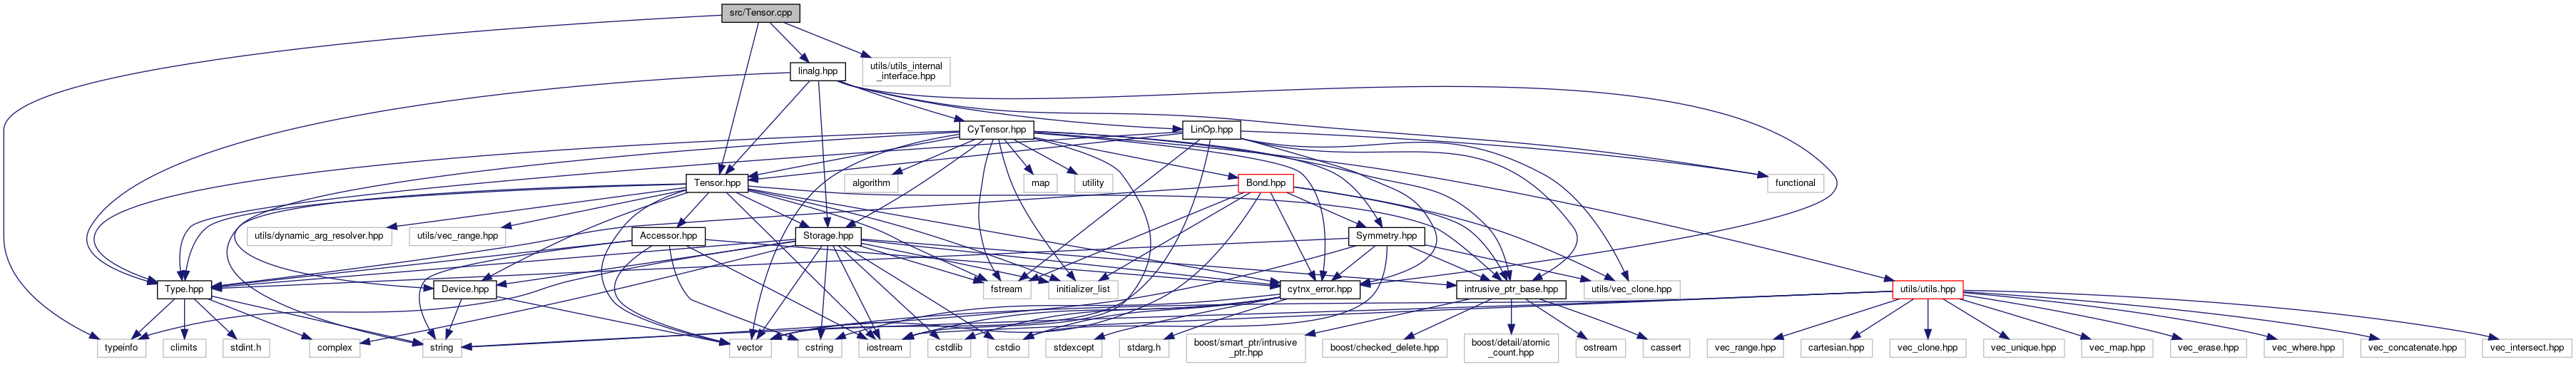 src/Tensor.cpp
linalg.hpp
utils/utils_internal
_interface.hpp
CyTensor.hpp
LinOp.hpp
Tensor.hpp
algorithm
map
utility
Bond.hpp
functional
utils/dynamic_arg_resolver.hpp
utils/vec_range.hpp
Accessor.hpp
Storage.hpp
Symmetry.hpp
Type.hpp
Device.hpp
fstream
initializer_list
cytnx_error.hpp
intrusive_ptr_base.hpp
utils/vec_clone.hpp
utils/utils.hpp
typeinfo
climits
stdint.h
complex
string
vector
cstring
iostream
cstdlib
cstdio
stdexcept
stdarg.h
boost/smart_ptr/intrusive
_ptr.hpp
boost/checked_delete.hpp
boost/detail/atomic
_count.hpp
ostream
cassert
vec_range.hpp
cartesian.hpp
vec_clone.hpp
vec_unique.hpp
vec_map.hpp
vec_erase.hpp
vec_where.hpp
vec_concatenate.hpp
vec_intersect.hpp